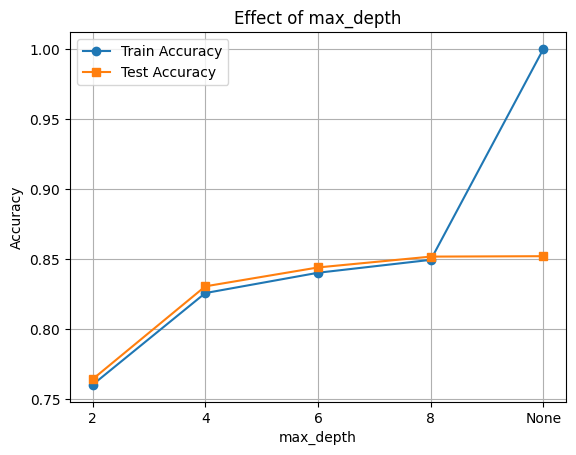 Effect of max_depth
Train Accuracy
Test Accuracy
1.00
0.95
0.90
0.85
0.80
0.75
Accuracy
2 4 6 8 None
max_depth